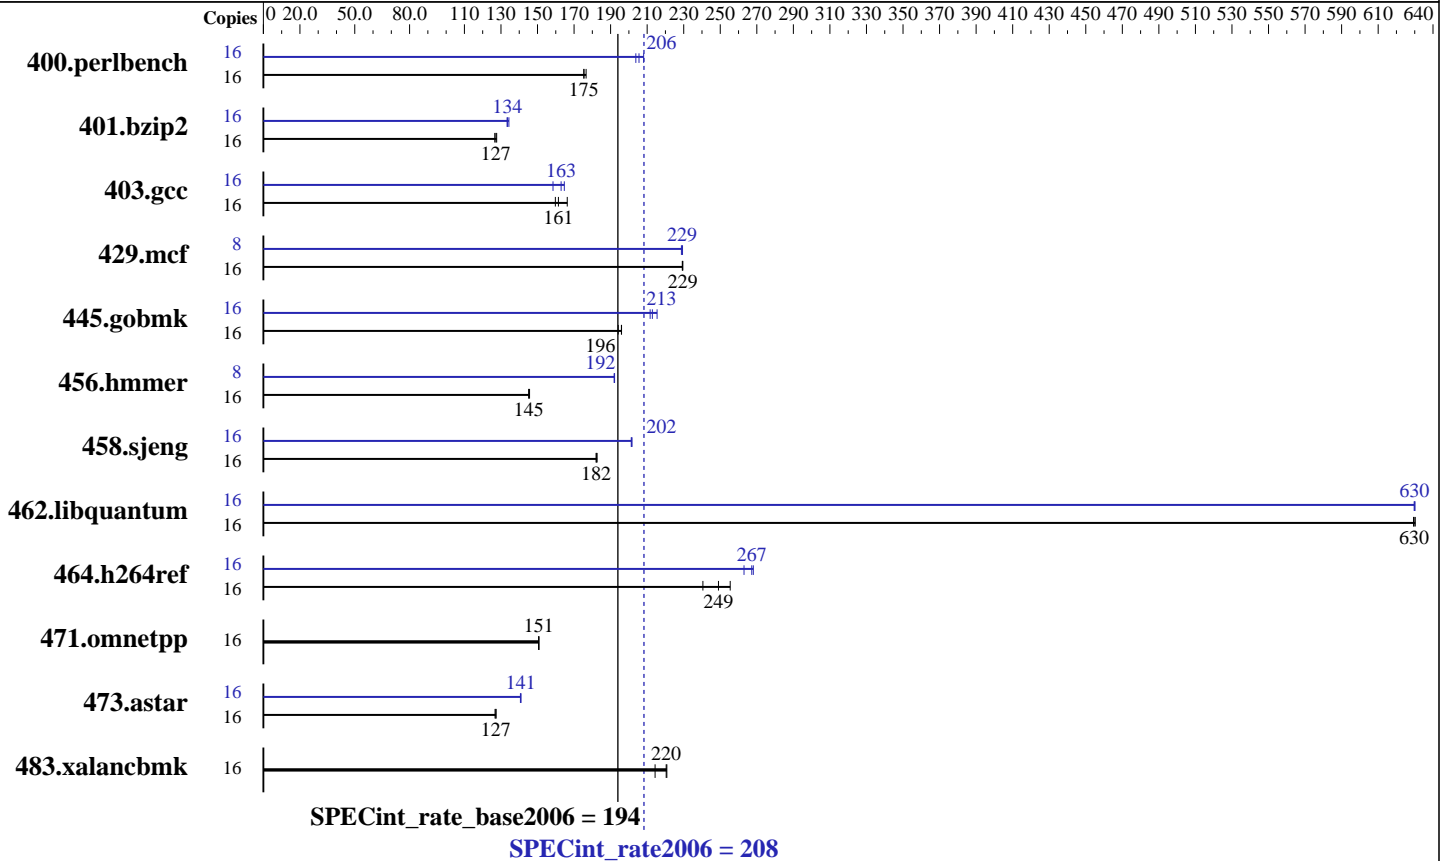 Copies 0 20.0 50.0 80.0 110 130 150 170 190 210 230 250 270 290 310 330 350 370 390 410 430 450 470 490 510 530 550 570 590 610 640
400.perlbench 16 206
16 175
401.bzip2 16 134
16 127
403.gcc 16 163
16 161
429.mcf 8 229
16 229
445.gobmk 16 213
16 196
456.hmmer 8 192
16 145
458.sjeng 16 202
16 182
462.libquantum 16 630
16 630
464.h264ref 16 267
16 249
471.omnetpp 16 151
473.astar 16 141
16 127
483.xalancbmk 16 220
SPECint_rate_base2006 = 194
SPECint_rate2006 = 208